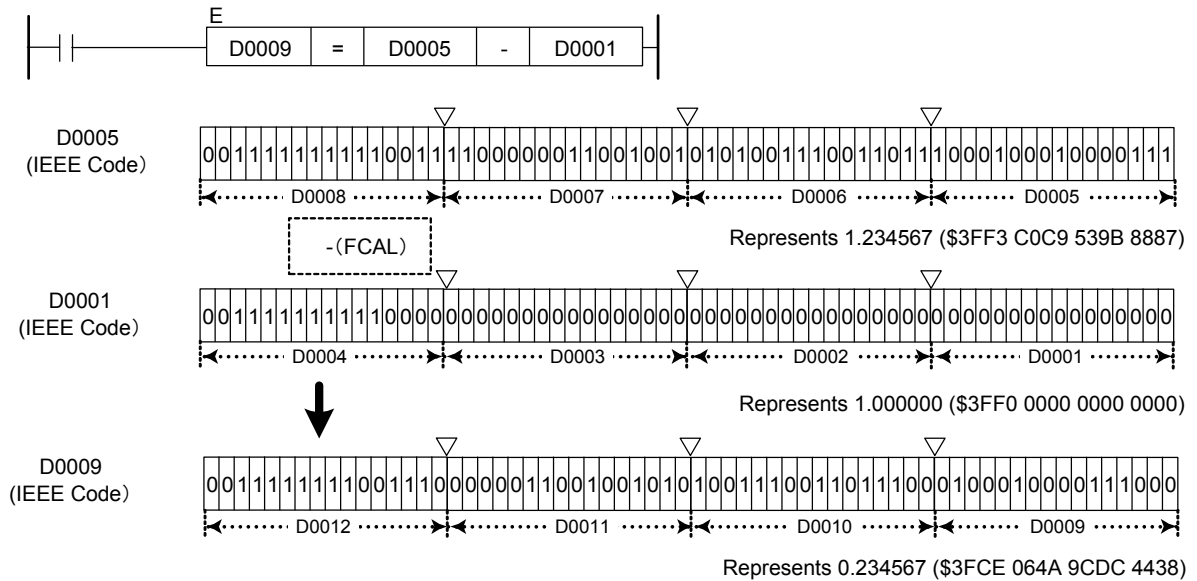 E
D0009 = D0005 - D0001
D0005
(IEEE Code)
0011111111110011110000001100100101010011100110111000100010000111
D0008 D0007 D0006 D0005
Represents 1.234567 ($3FF3 C0C9 539B 8887)
-(FCAL)
D0001
(IEEE Code)
0011111111110000000000000000000000000000000000000000000000000000
D0004 D0003 D0002 D0001
Represents 1.000000 ($3FF0 0000 0000 0000)
D0009
(IEEE Code)
0011111111001110000001100100101010011100110111000100010000111000
D0012 D0011 D0010 D0009
Represents 0.234567 ($3FCE 064A 9CDC 4438)